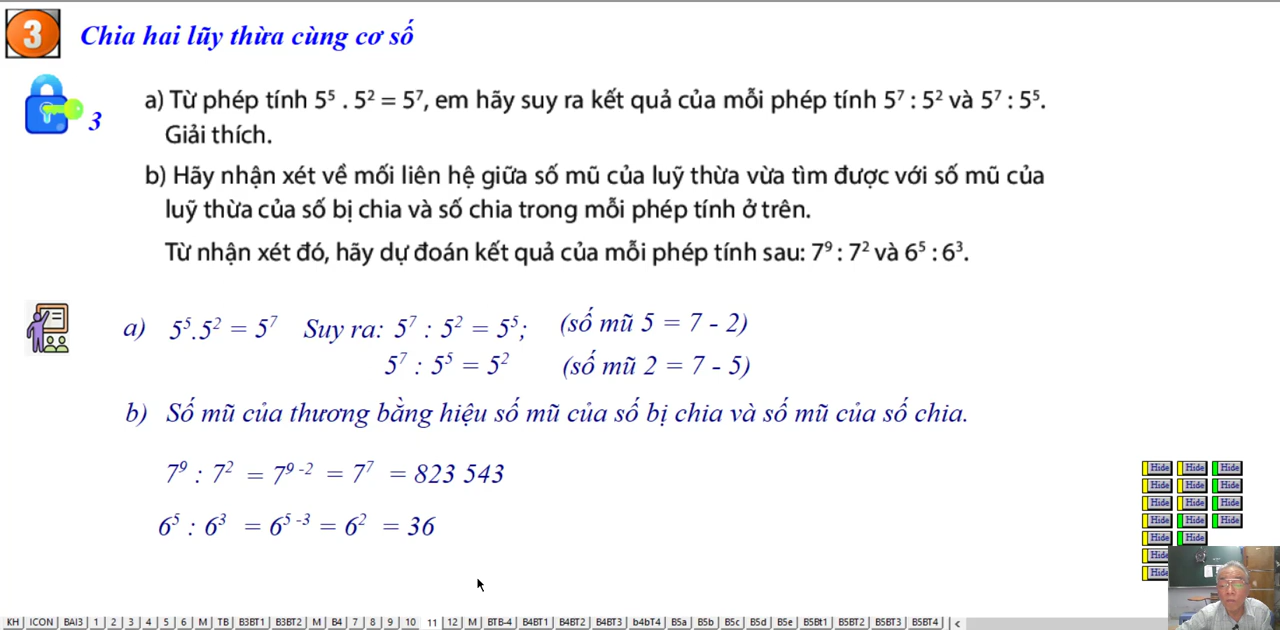 3 Chia hai lũy thừa cùng cơ số
a) Từ phép tính 5⁵ . 5² = 5⁷, em hãy suy ra kết quả của mỗi phép tính 5⁷ : 5² và 5⁷ : 5⁵.
3
Giải thích.
b) Hãy nhận xét về mối liên hệ giữa số mũ của luỹ thừa vừa tìm được với số mũ của
luỹ thừa của số bị chia và số chia trong mỗi phép tính ở trên.
Từ nhận xét đó, hãy dự đoán kết quả của mỗi phép tính sau: 7⁹ : 7² và 6⁵ : 6³.
a) 5⁵.5² = 5⁷ Suy ra: 5⁷ : 5² = 5⁵; (số mũ 5 = 7 - 2)
5⁷ : 5⁵ = 5² (số mũ 2 = 7 - 5)
b) Số mũ của thương bằng hiệu số mũ của số bị chia và số mũ của số chia.
7⁹ : 7² = 7⁹⁻² = 7⁷ = 823 543
6⁵ : 6³ = 6⁵⁻³ = 6² = 36
Hide Hide Hide
Hide Hide Hide
Hide Hide Hide
Hide Hide Hide
Hide Hide
Hide
Hide
KH ICON BAI3 1 2 3 4 5 6 M TB B3BT1 B3BT2 M B4 7 8 9 10 11 12 M BTB-4 B4BT1 B4BT2 B4BT3 b4bT4 B5a B5b B5c B5d B5e B5Bt1 B5BT2 B5BT3 B5BT4 <